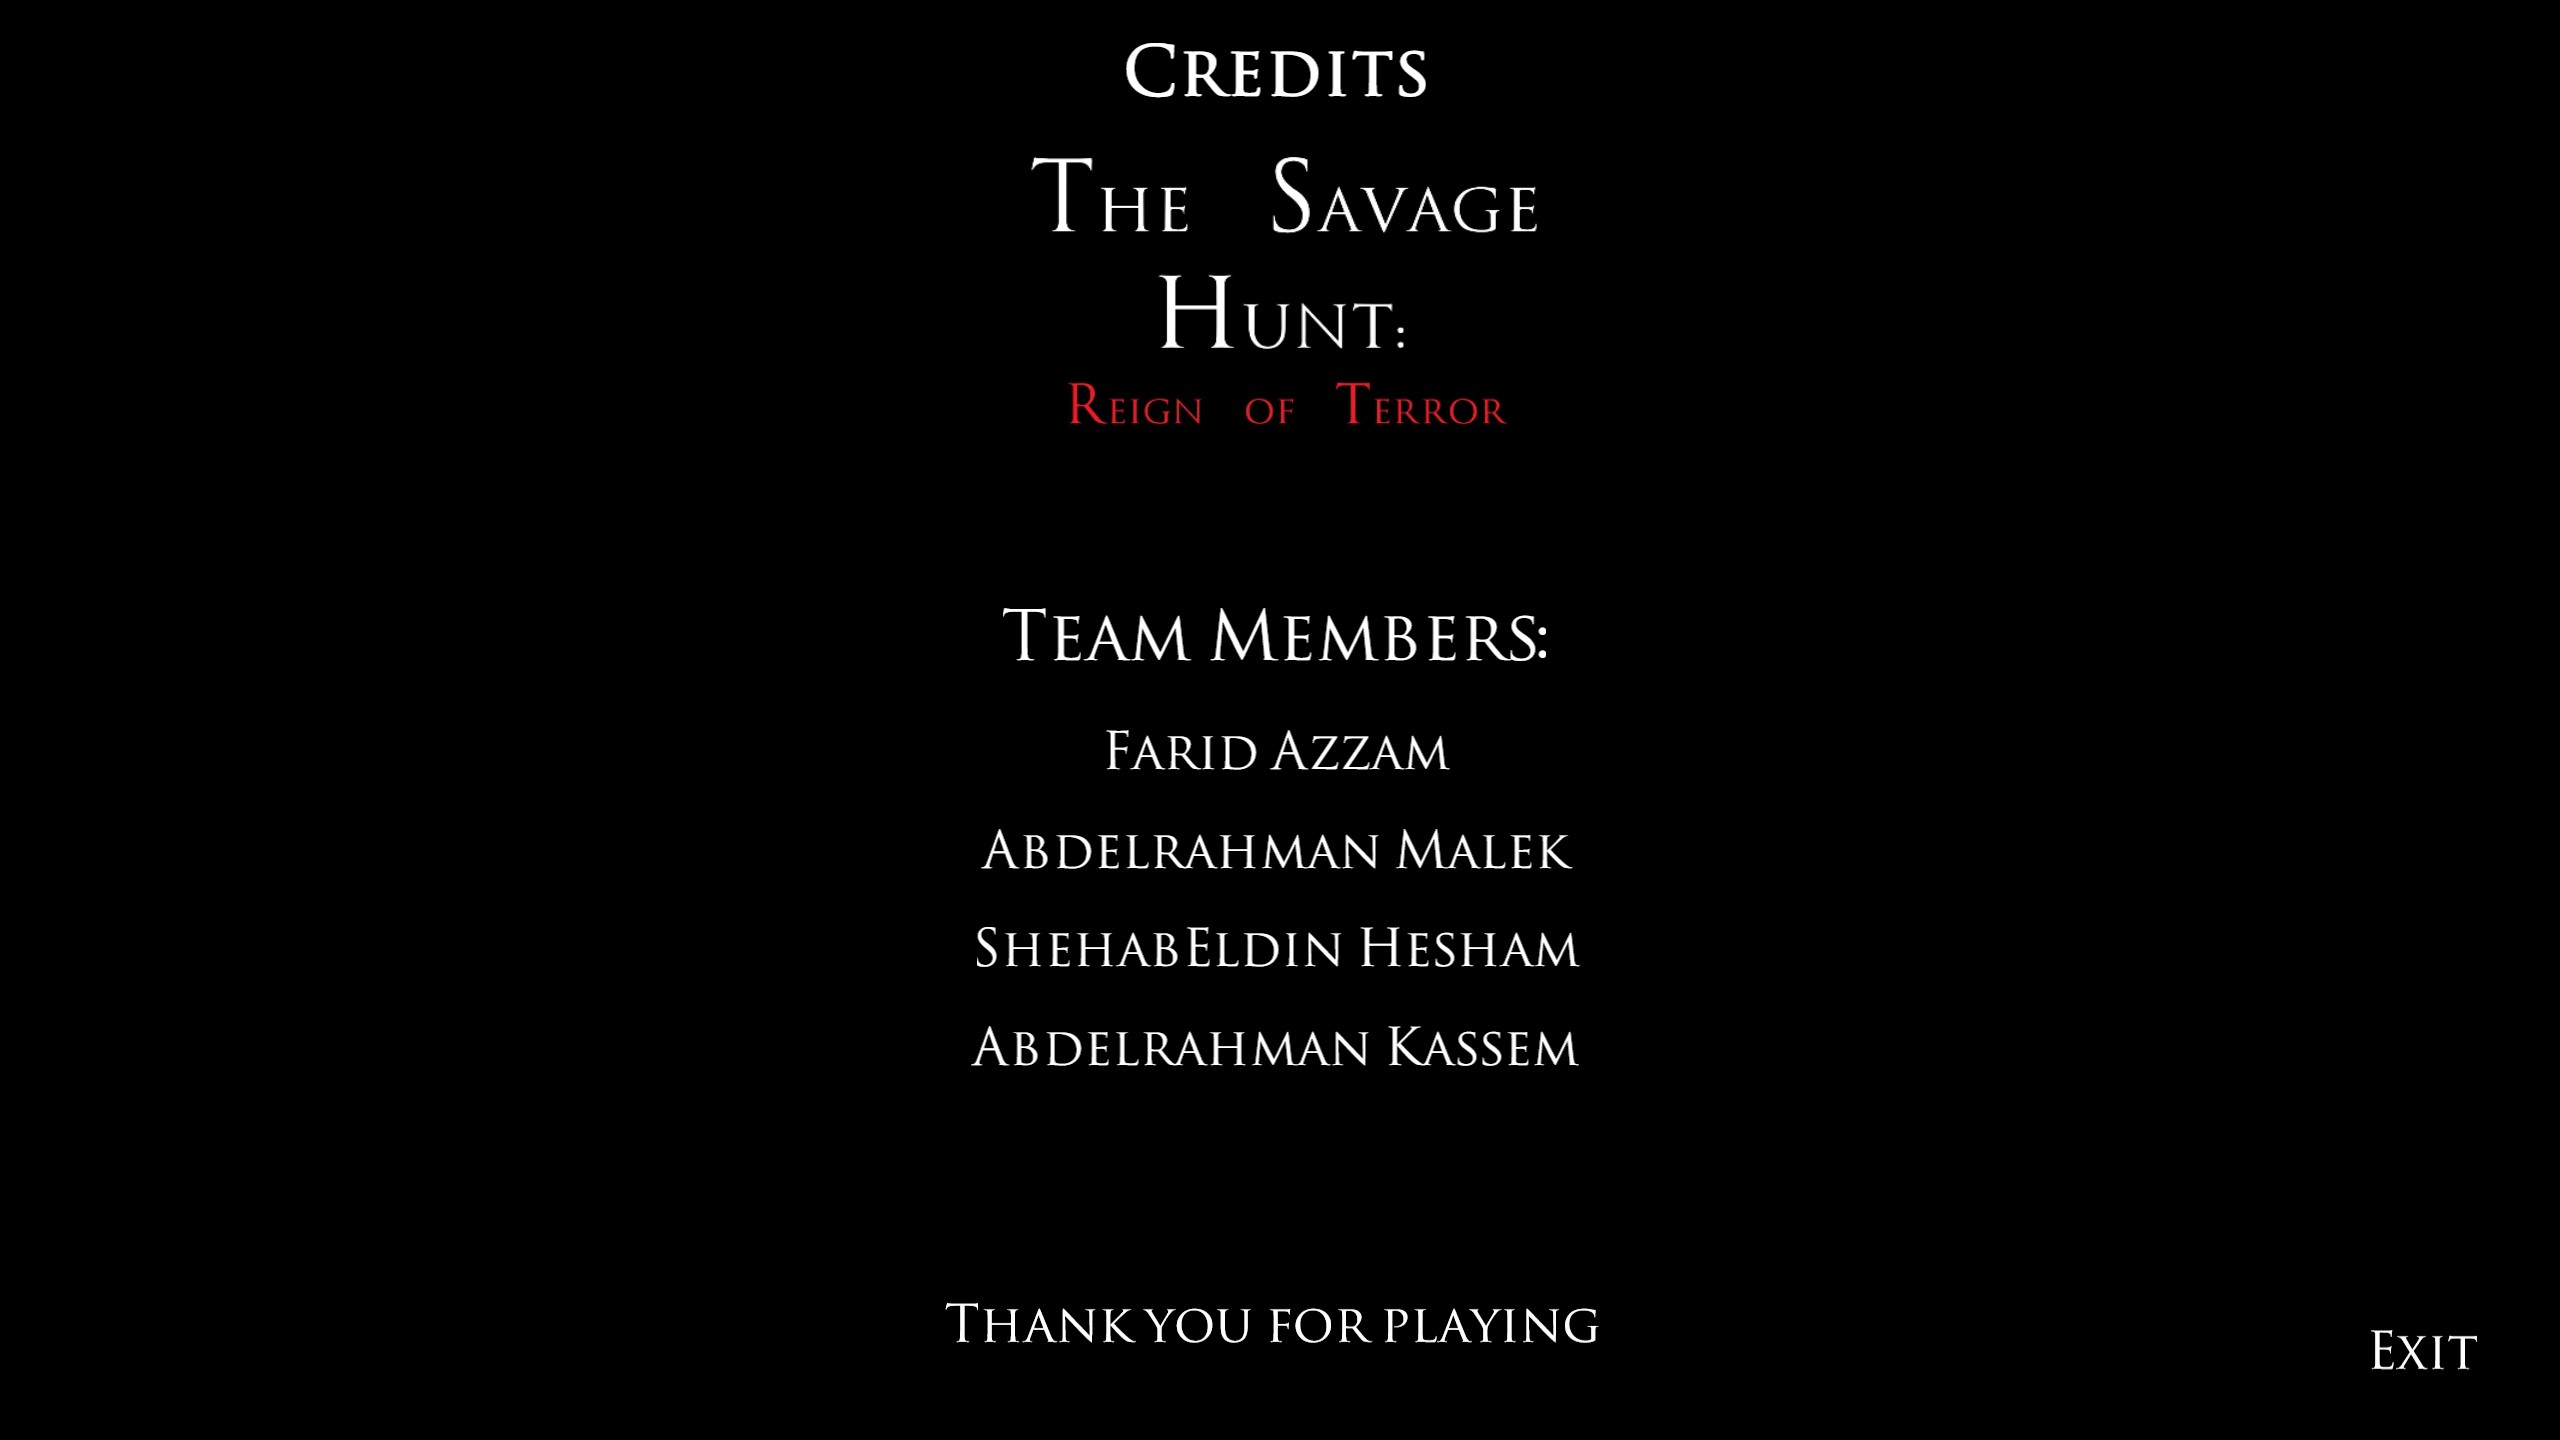 Credits
The Savage
Hunt:
Reign of Terror
Team Members:
Farid Azzam
Abdelrahman Malek
ShehabEldin Hesham
Abdelrahman Kassem
Thank you for playing
Exit